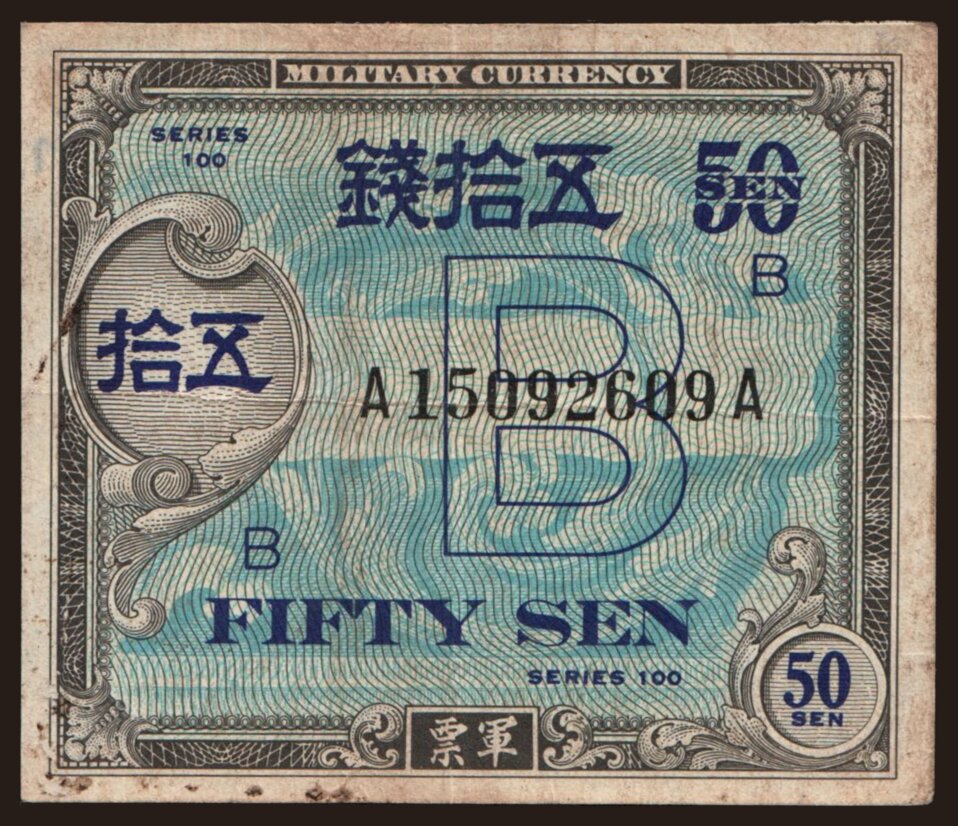 MILITARY CURRENCY
SERIES
100
錢拾五
50
SEN
B
拾五
B
A15092609A
B
FIFTY SEN
SERIES 100
50
SEN
票軍